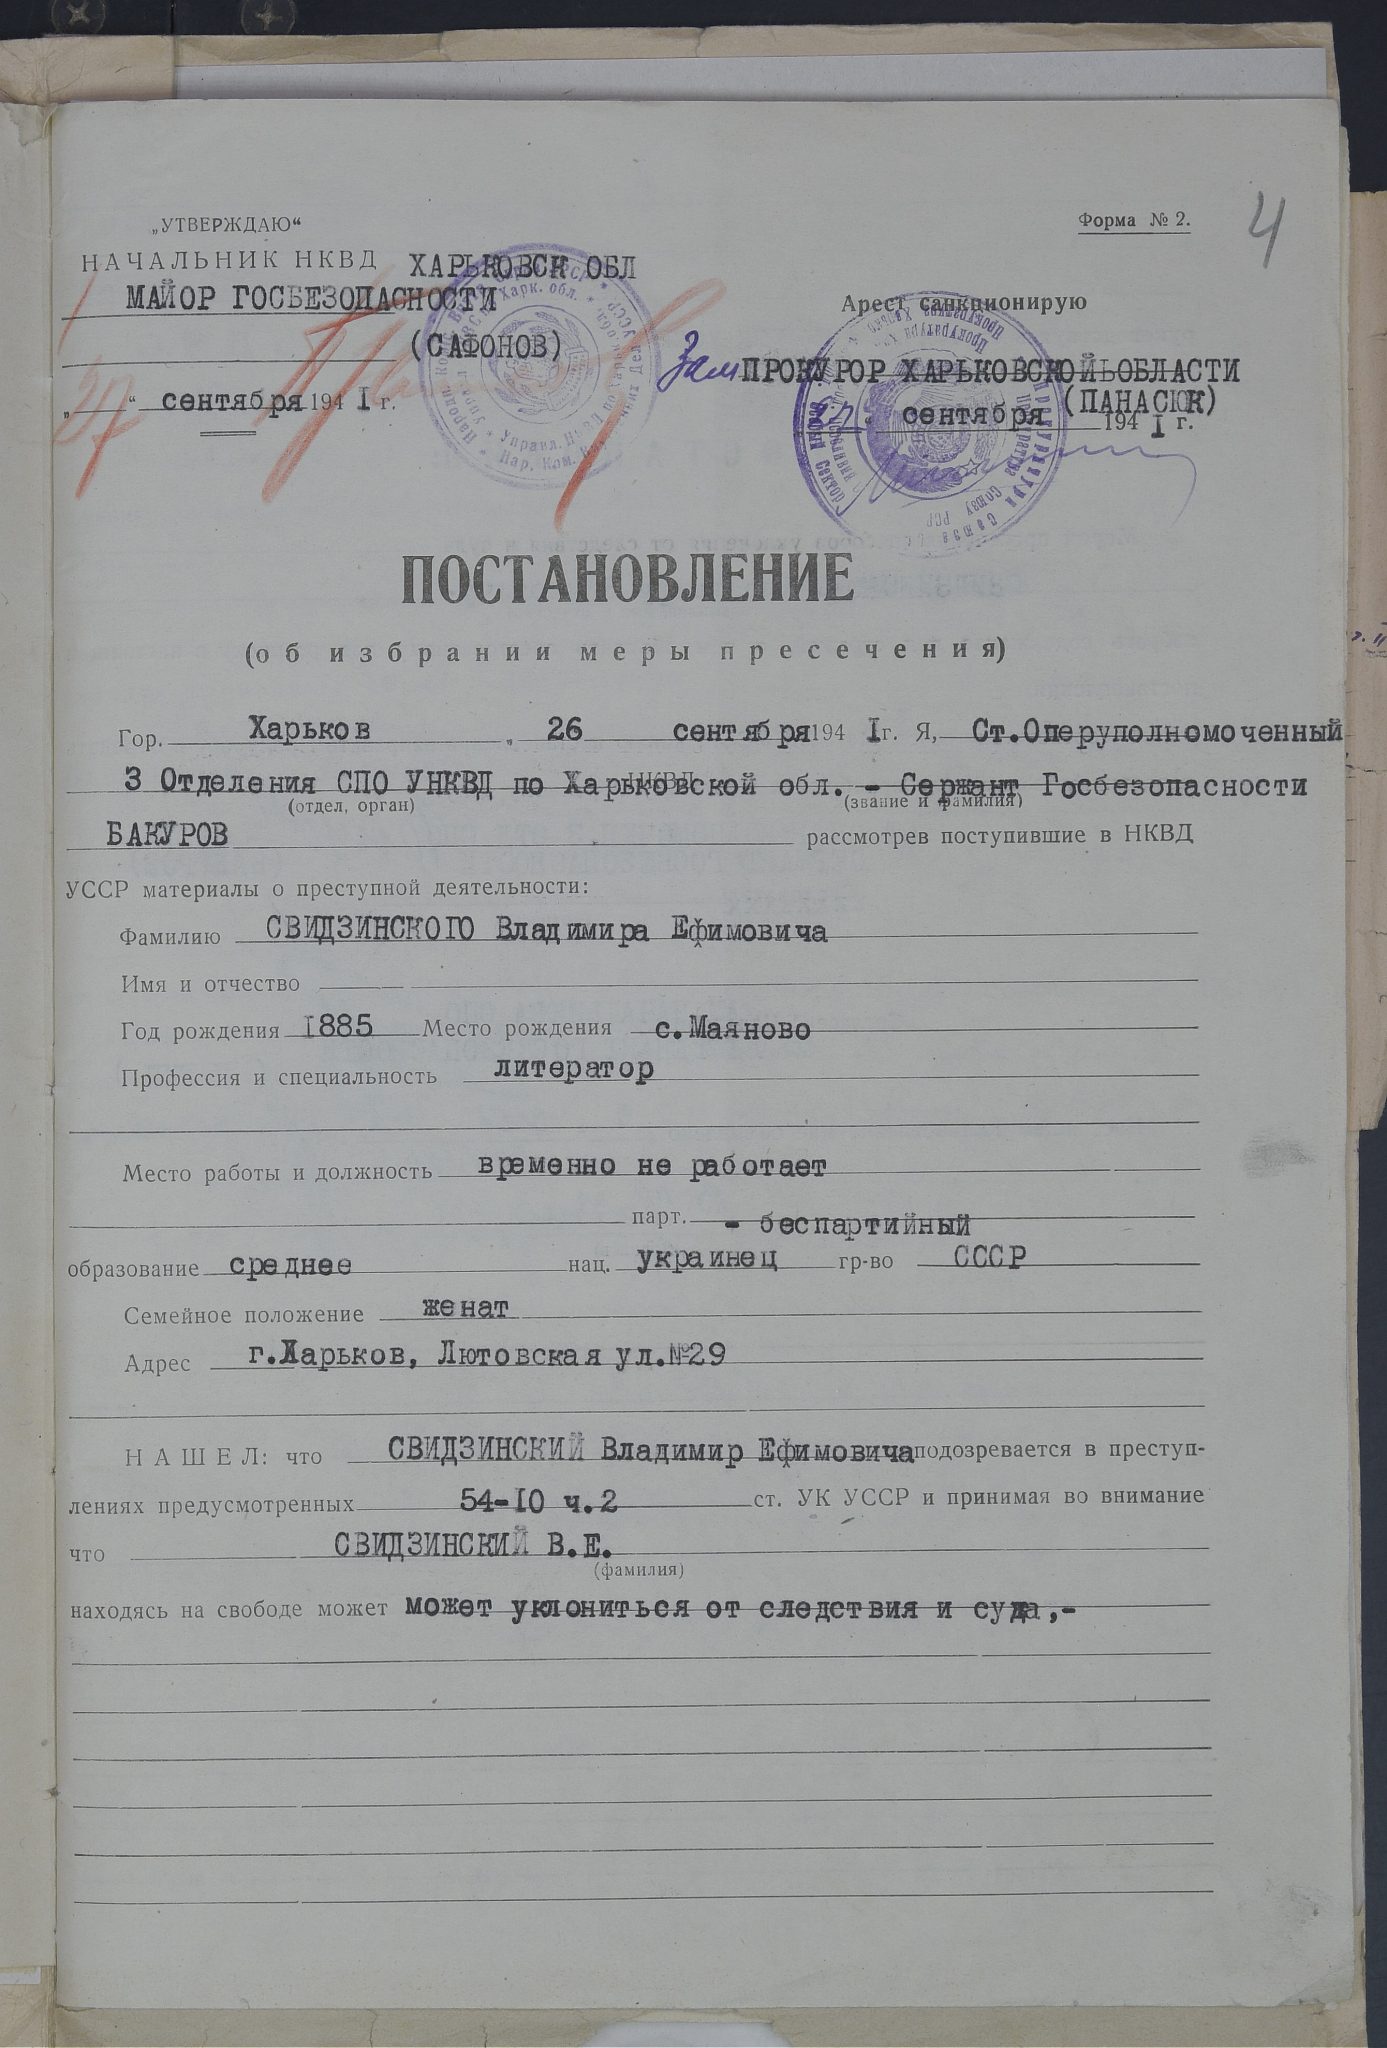 4
„УТВЕРЖДАЮ“
Форма № 2.
НАЧАЛЬНИК НКВД ХАРЬКОВСК ОБЛ
МАЙОР ГОСБЕЗОПАСНОСТИ
(САФОНОВ)
„27“ сентября 1941 г.
Арест санкционирую
Зам ПРОКУРОР ХАРЬКОВСКОЙ ОБЛАСТИ
(ПАНАСЮК)
сентября 1941 г.
ПОСТАНОВЛЕНИЕ
(об избрании меры пресечения)
Гор. Харьков „ 26 сентября 1941 г. Я, Ст.Оперуполномоченный
3 Отделения СПО УНКВД по Харьковской обл. - Сержант Госбезопасности
НКВД
(отдел, орган) (звание и фамилия)
БАКУРОВ рассмотрев поступившие в НКВД
УССР материалы о преступной деятельности:
Фамилию СВИДЗИНСКОГО Владимира Ефимовича
Имя и отчество
Год рождения 1885 Место рождения с.Маяново
Профессия и специальность литератор
Место работы и должность временно не работает
парт. - беспартийный
образование среднее нац. украинец гр-во СССР
Семейное положение женат
Адрес г.Харьков, Лютовская ул.№29
НАШЕЛ: что СВИДЗИНСКИЙ Владимир Ефимовича подозревается в преступ-
лениях предусмотренных 54-10 ч.2 ст. УК УССР и принимая во внимание
что СВИДЗИНСКИЙ В.Е.
(фамилия)
находясь на свободе может может уклониться от следствия и суда,-